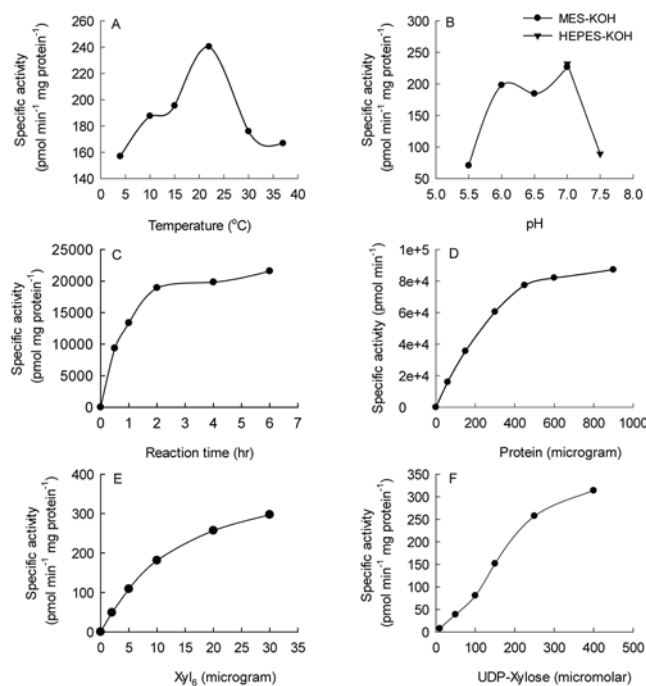 A
Specific activity
(pmol min⁻¹ mg protein⁻¹)
260
240
220
200
180
160
140
0 5 10 15 20 25 30 35 40
Temperature (°C)
B
MES-KOH
HEPES-KOH
Specific activity
(pmol min⁻¹ mg protein⁻¹)
300
250
200
150
100
50
5.0 5.5 6.0 6.5 7.0 7.5 8.0
pH
C
Specific activity
(pmol mg protein⁻¹)
25000
20000
15000
10000
5000
0
0 1 2 3 4 5 6 7
Reaction time (hr)
D
Specific activity (pmol min⁻¹)
1e+5
8e+4
6e+4
4e+4
2e+4
0
0 200 400 600 800 1000
Protein (microgram)
E
Specific activity
(pmol min⁻¹ mg protein⁻¹)
400
300
200
100
0
0 5 10 15 20 25 30 35
Xyl₆ (microgram)
F
Specific activity
(pmol min⁻¹ mg protein⁻¹)
350
300
250
200
150
100
50
0
0 100 200 300 400 500
UDP-Xylose (micromolar)